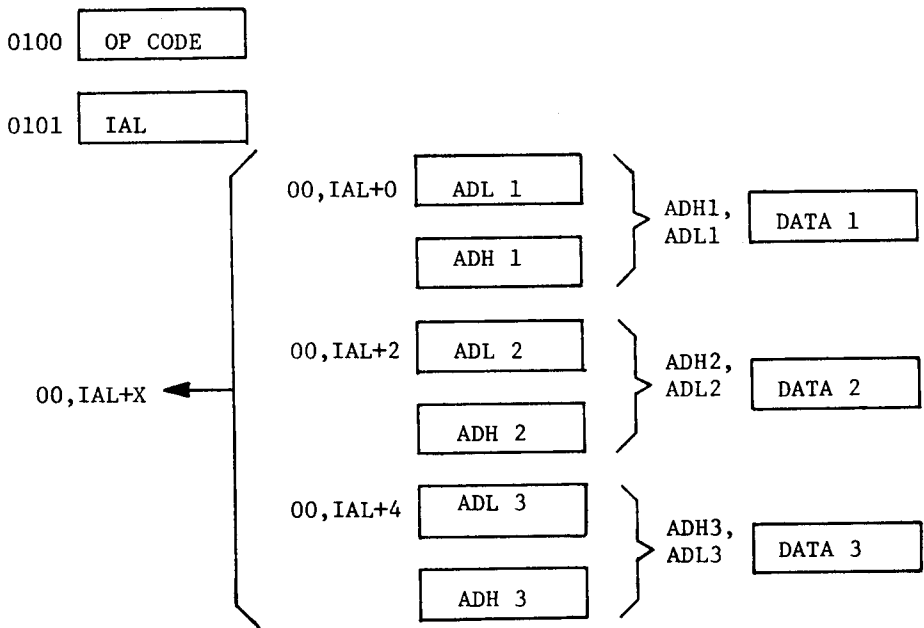 0100 OP CODE
0101 IAL
00,IAL+0 ADL 1
ADH 1
ADH1,
ADL1
DATA 1
00,IAL+2 ADL 2
ADH 2
ADH2,
ADL2
DATA 2
00,IAL+X
00,IAL+4 ADL 3
ADH 3
ADH3,
ADL3
DATA 3